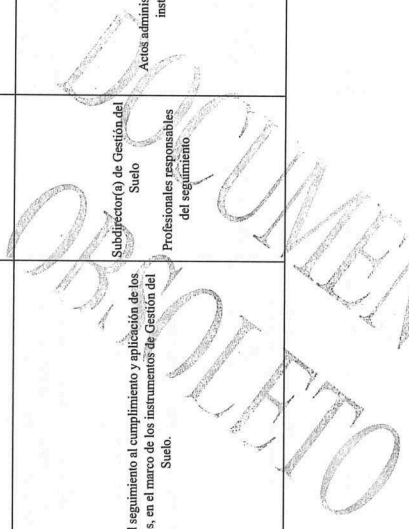 l seguimiento al cumplimiento y aplicación de los
s, en el marco de los instrumentos de Gestión del
Suelo.
Subdirector(a) de Gestión del
Suelo
Profesionales responsables
del seguimiento
Actos adminis
inst
DOCUMEN
OBSOLETO